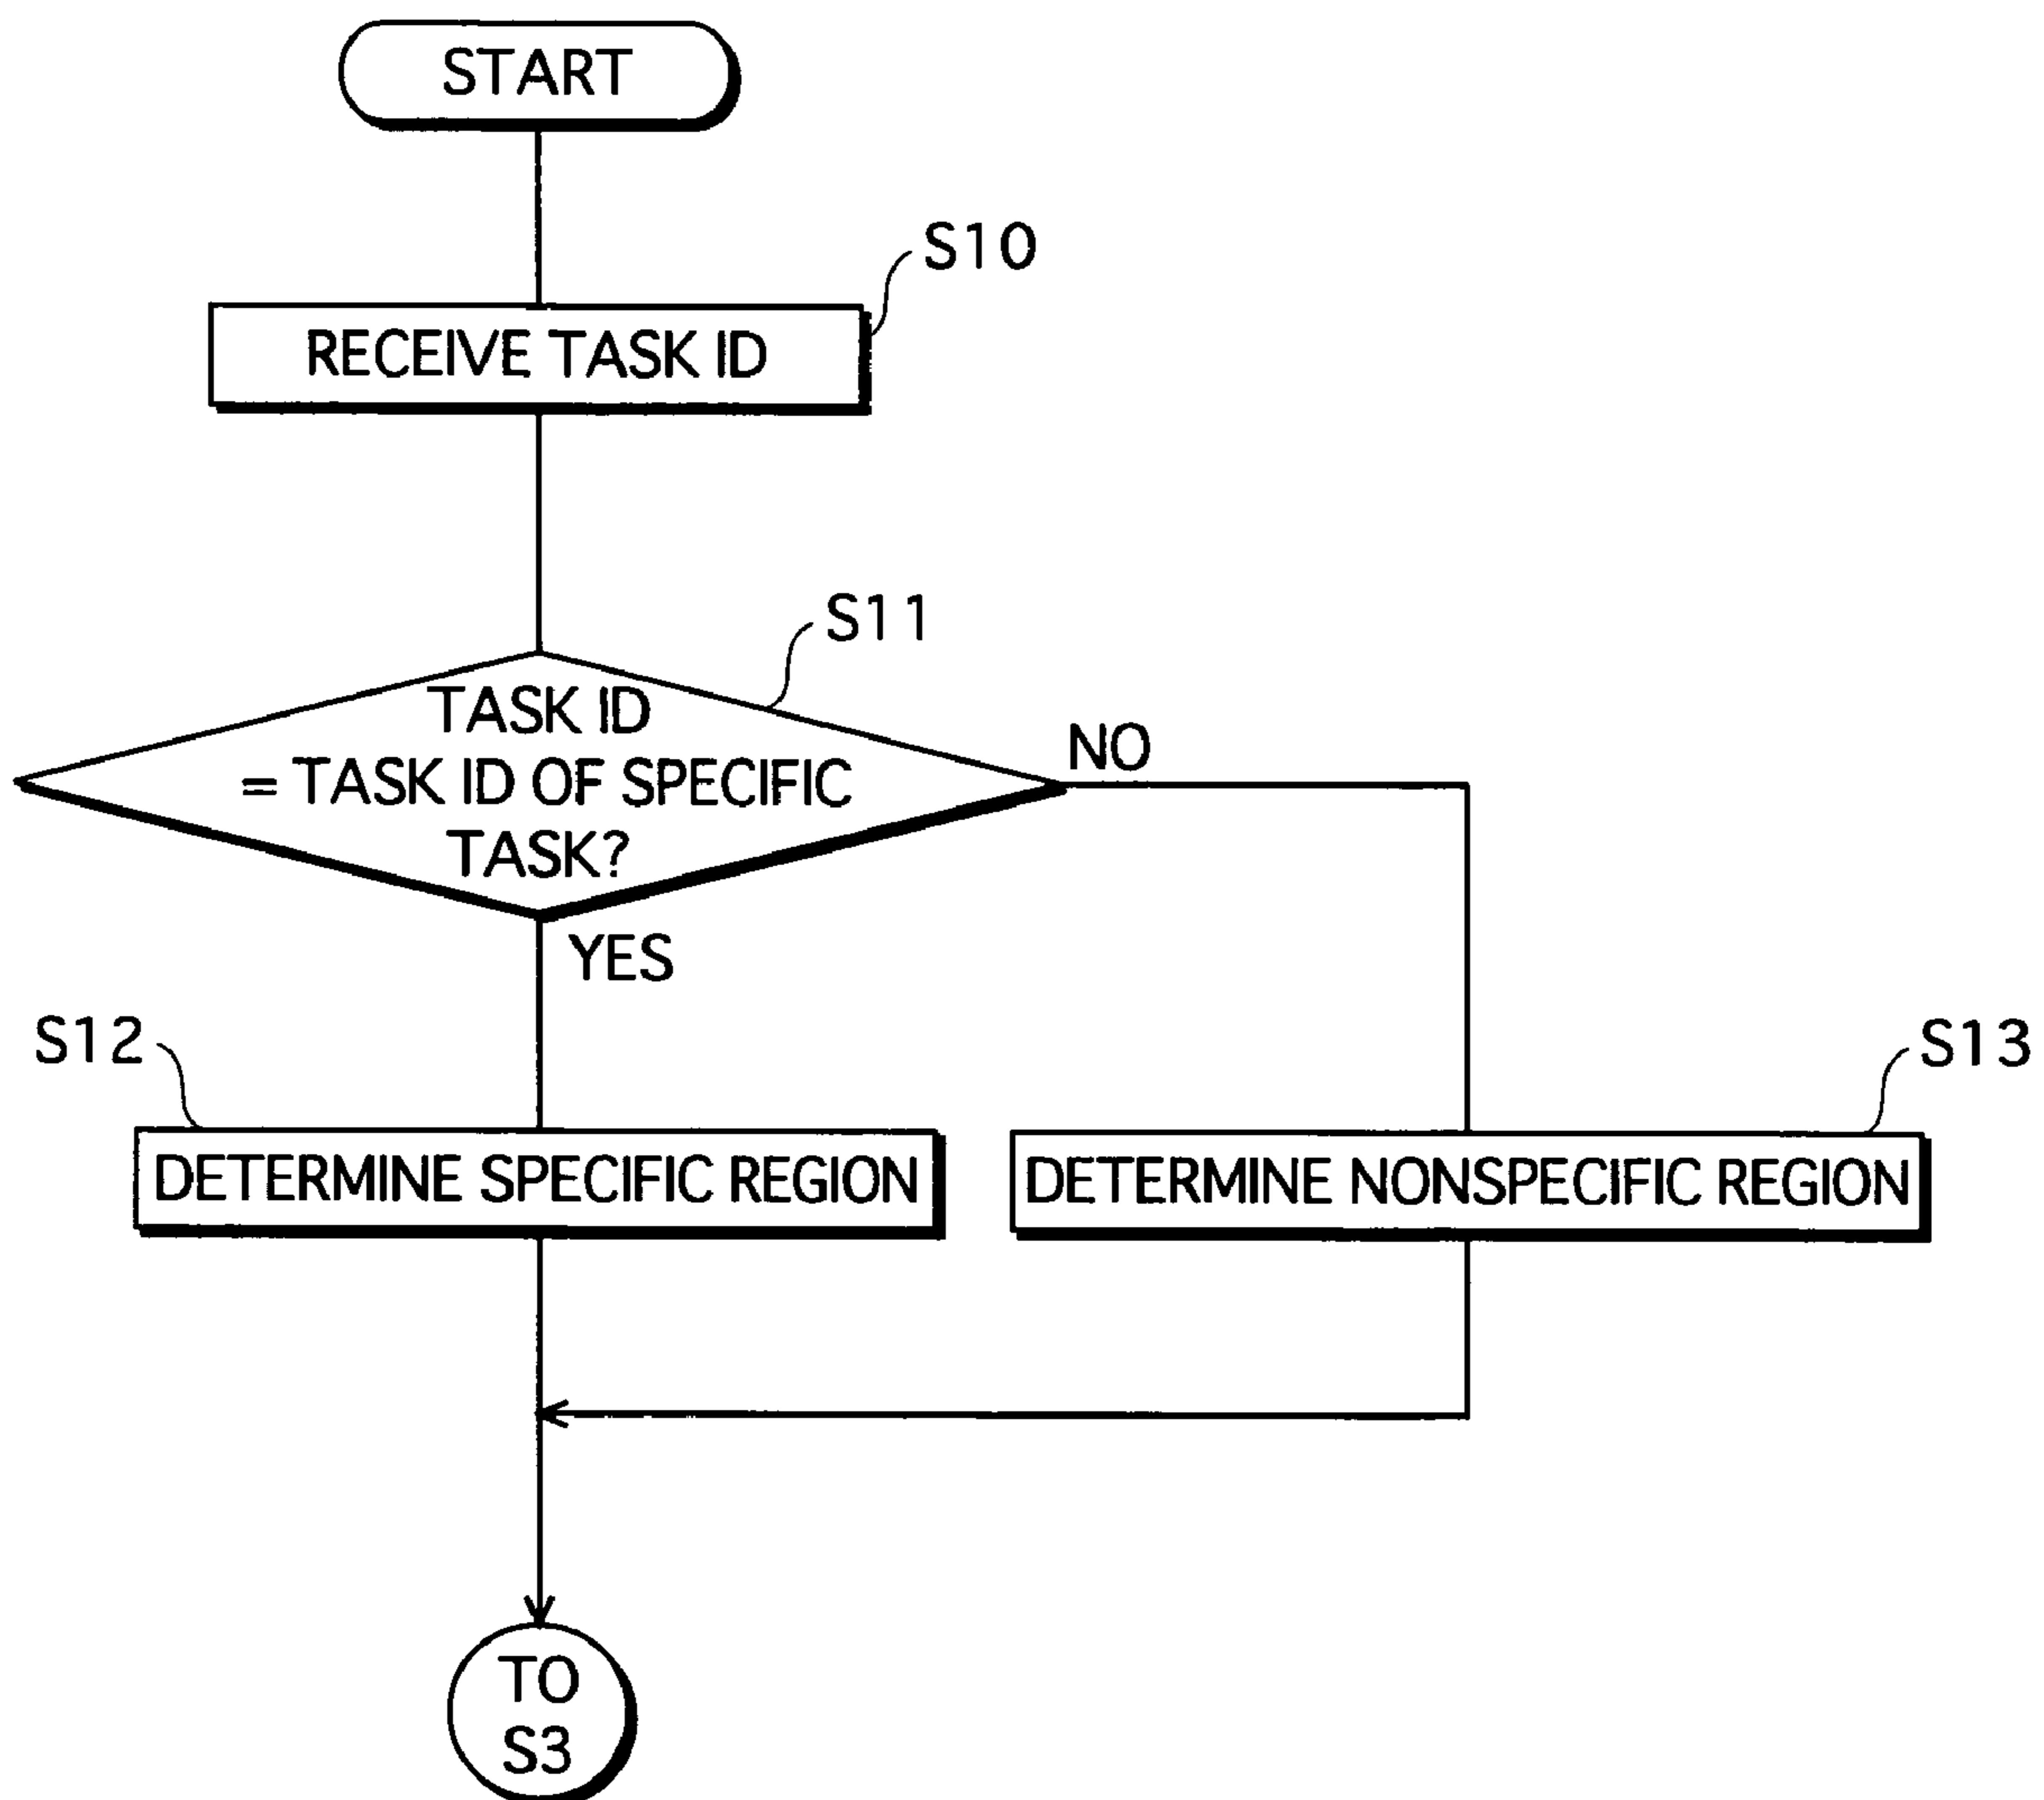 START
S10
RECEIVE TASK ID
S11
TASK ID
= TASK ID OF SPECIFIC
TASK?
NO
YES
S12
S13
DETERMINE SPECIFIC REGION
DETERMINE NONSPECIFIC REGION
TO
S3